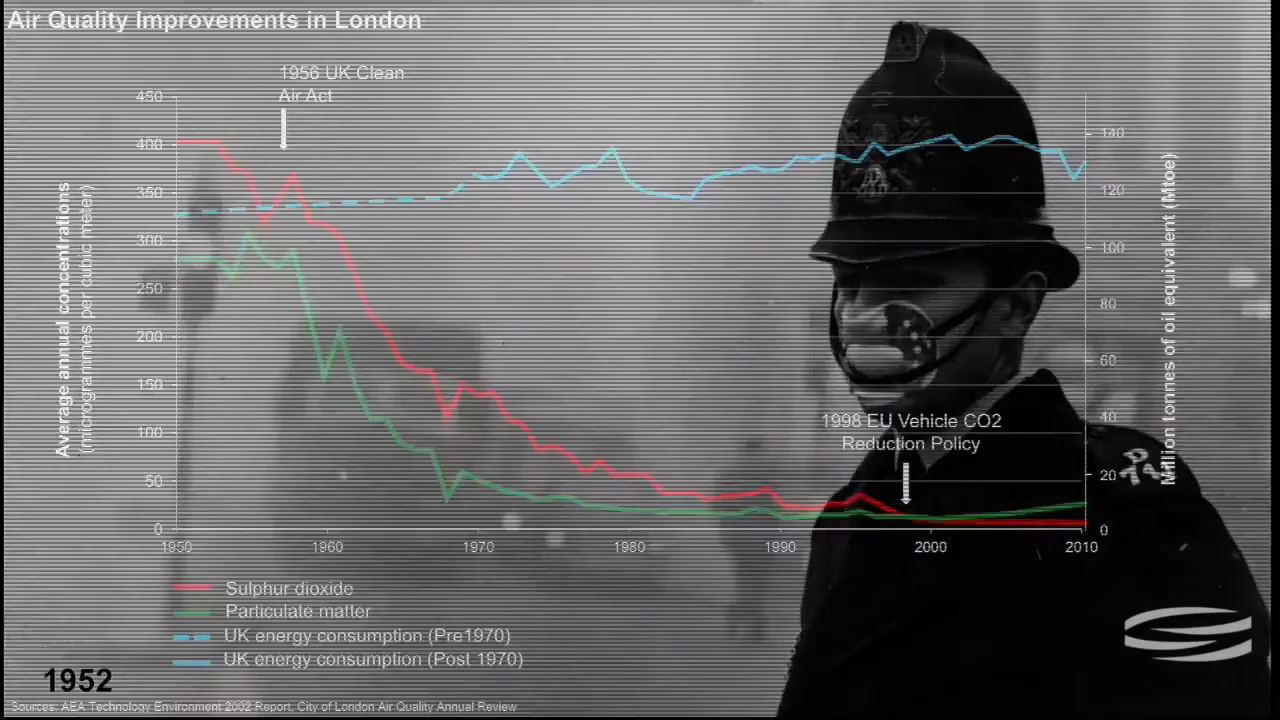 Air Quality Improvements in London
1956 UK Clean
Air Act
450
400
350
300
250
200
150
100
50
0
Average annual concentrations
(microgrammes per cubic meter)
140
120
100
80
60
40
20
0
Million tonnes of oil equivalent (Mtoe)
1998 EU Vehicle CO2
Reduction Policy
1950 1960 1970 1980 1990 2000 2010
Sulphur dioxide
Particulate matter
UK energy consumption (Pre1970)
UK energy consumption (Post 1970)
1952
Sources: AEA Technology Environment 2002 Report, City of London Air Quality Annual Review